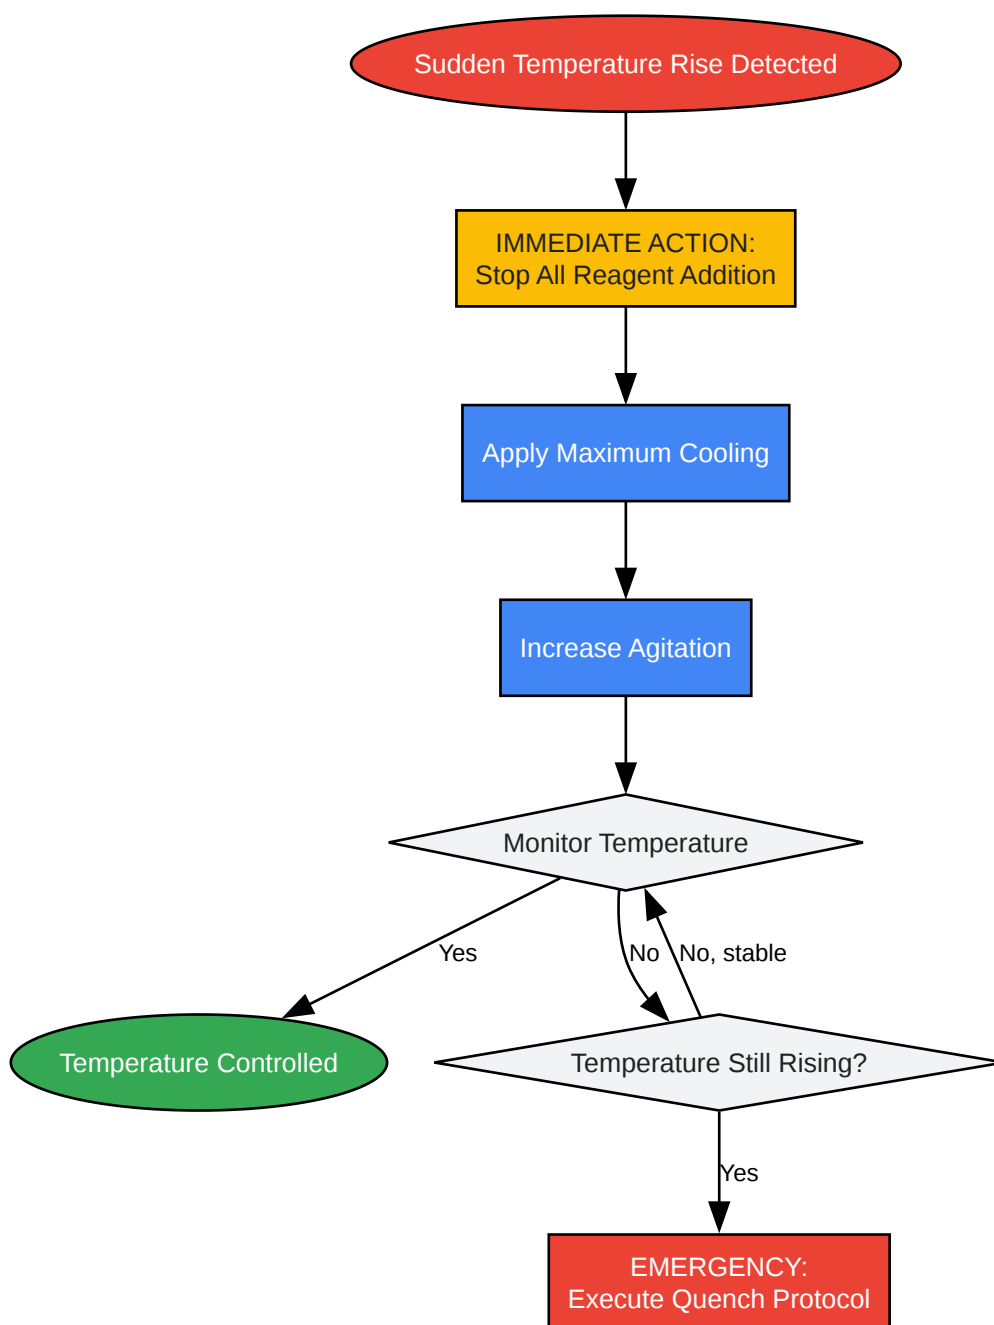 Sudden Temperature Rise Detected
IMMEDIATE ACTION:
Stop All Reagent Addition
Apply Maximum Cooling
Increase Agitation
Monitor Temperature
Yes
No
No, stable
Temperature Controlled
Temperature Still Rising?
Yes
EMERGENCY:
Execute Quench Protocol